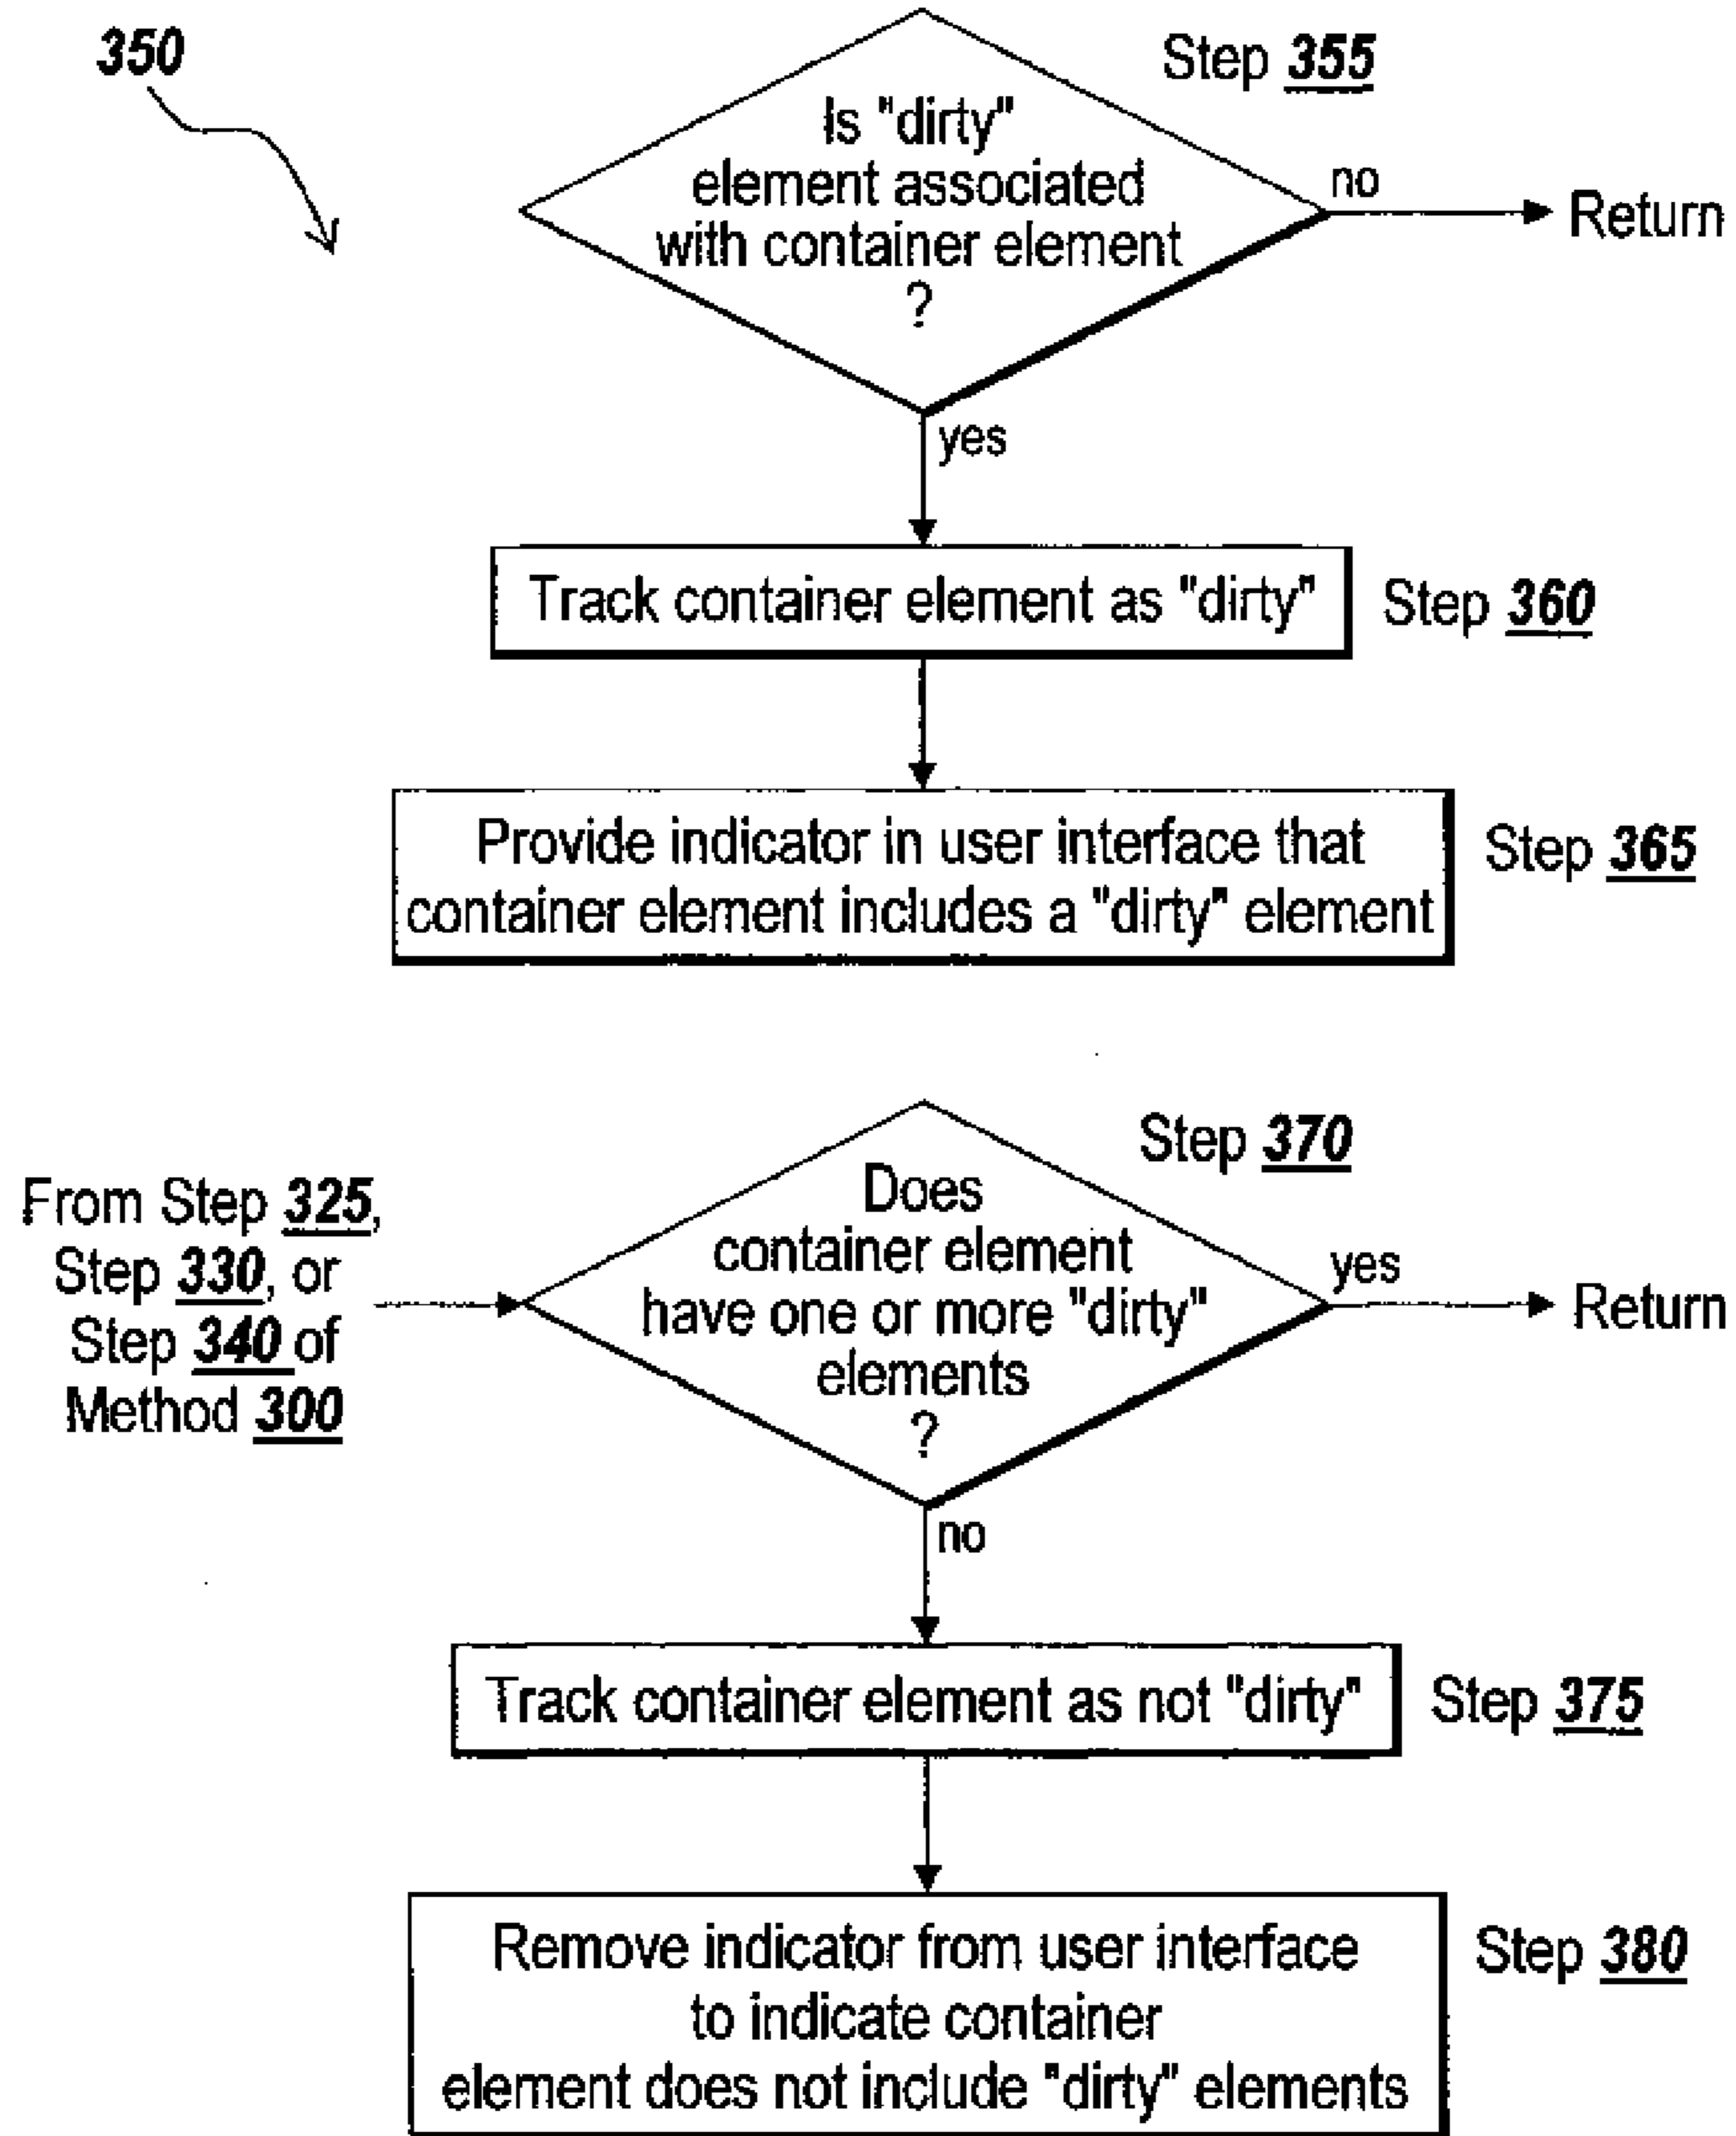 350
Step 355
Is "dirty"
element associated
with container element
?
no
Return
yes
Track container element as "dirty"
Step 360
Provide indicator in user interface that
container element includes a "dirty" element
Step 365
Step 370
From Step 325,
Step 330, or
Step 340 of
Method 300
Does
container element
have one or more "dirty"
elements
?
yes
Return
no
Track container element as not "dirty"
Step 375
Remove indicator from user interface
to indicate container
element does not include "dirty" elements
Step 380